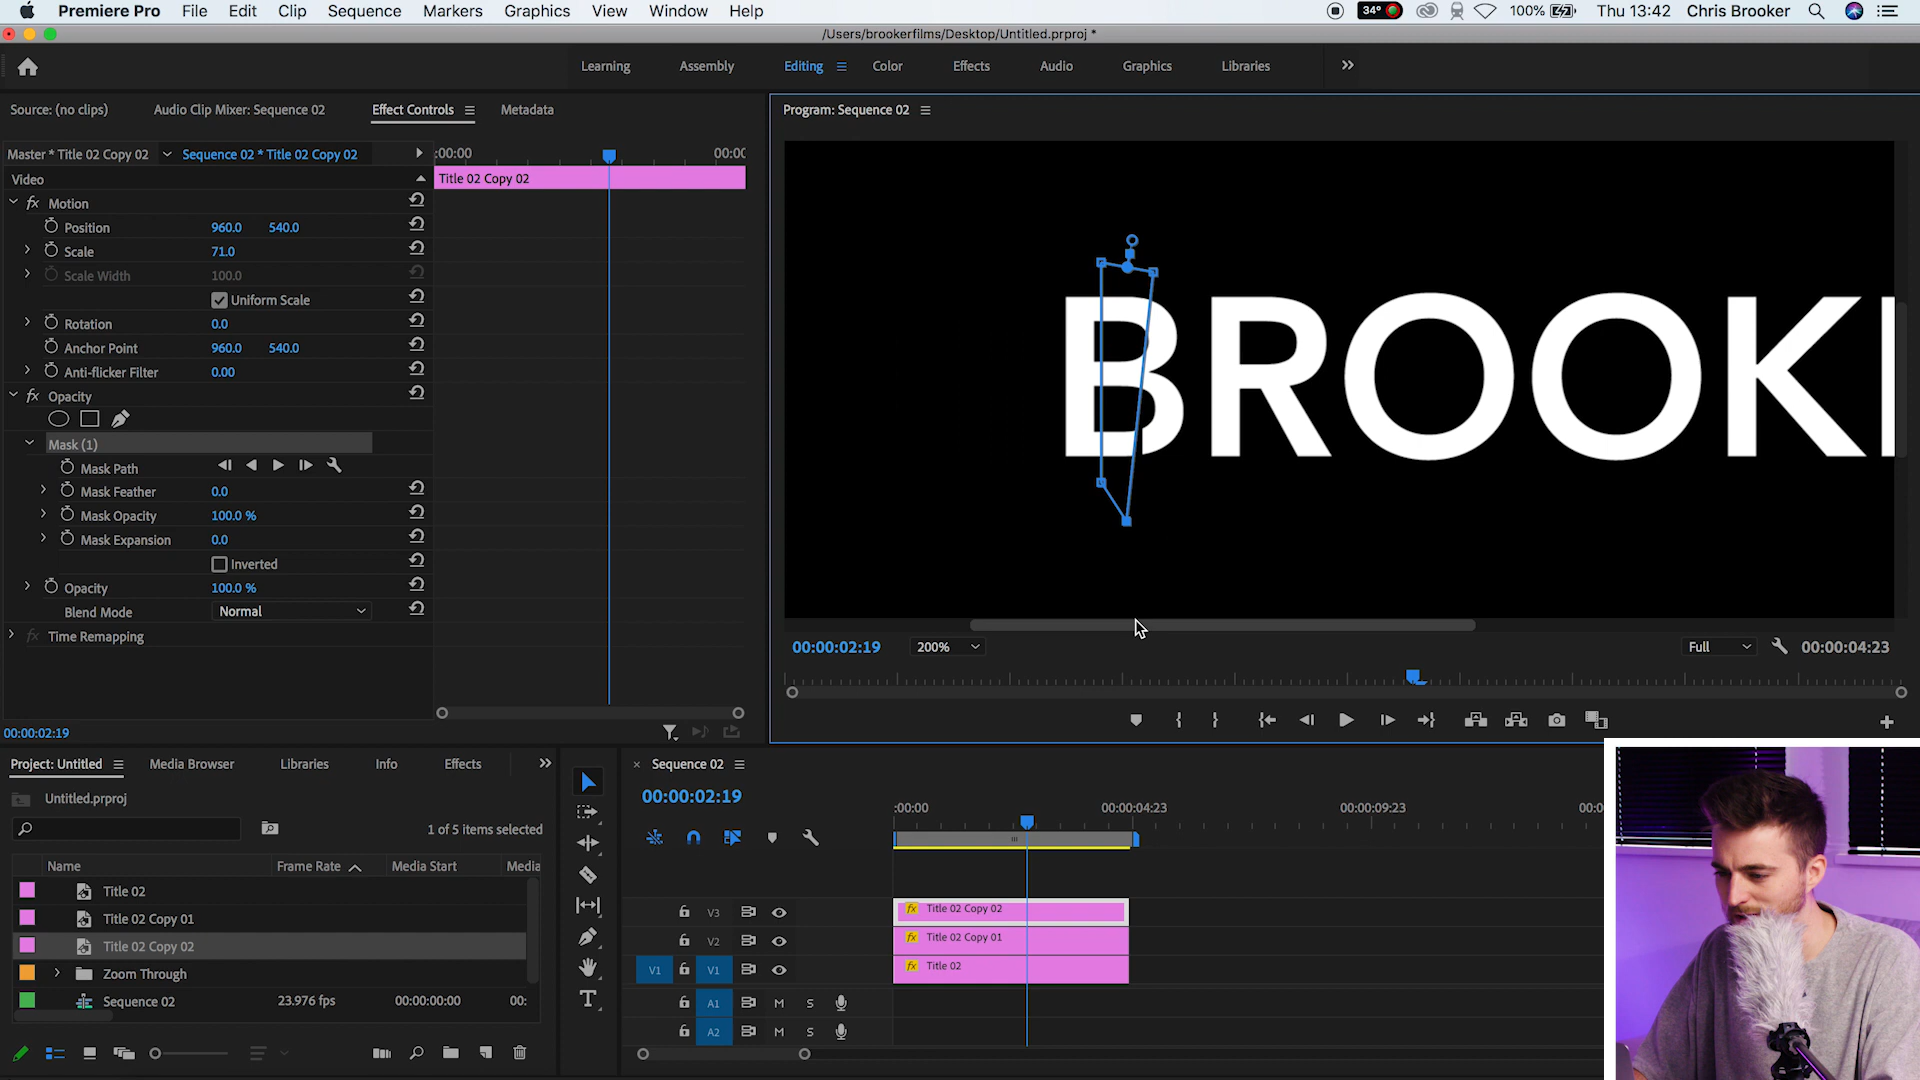 Premiere Pro File Edit Clip Sequence Markers Graphics View Window Help 34° 100% Thu 13:42 Chris Brooker
/Users/brookerfilms/Desktop/Untitled.prproj *
Learning Assembly Editing Color Effects Audio Graphics Libraries
Source: (no clips) Audio Clip Mixer: Sequence 02 Effect Controls Metadata
Program: Sequence 02
Master * Title 02 Copy 02 Sequence 02 * Title 02 Copy 02 :00:00 00:00
Video
Title 02 Copy 02
fx Motion
Position 960.0 540.0
Scale 71.0
Scale Width 100.0
Uniform Scale
Rotation 0.0
Anchor Point 960.0 540.0
Anti-flicker Filter 0.00
fx Opacity
Mask (1)
Mask Path
Mask Feather 0.0
Mask Opacity 100.0 %
Mask Expansion 0.0
Inverted
Opacity 100.0 %
Blend Mode Normal
fx Time Remapping
00:00:02:19
BROOK
00:00:02:19 200% Full 00:00:04:23
Project: Untitled Media Browser Libraries Info Effects
Untitled.prproj
1 of 5 items selected
Name Frame Rate Media Start Media
Title 02
Title 02 Copy 01
Title 02 Copy 02
Zoom Through
Sequence 02 23.976 fps 00:00:00:00 00:
Sequence 02
00:00:02:19
:00:00 00:00:04:23 00:00:09:23 00:
V3 fx Title 02 Copy 02
V2 fx Title 02 Copy 01
V1 V1 fx Title 02
A1 M S
A2 M S